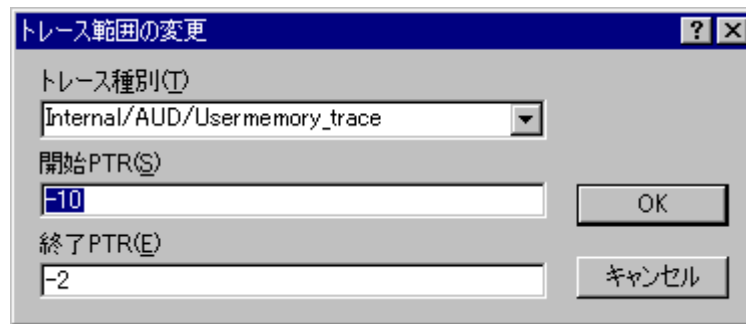 トレース範囲の変更
トレース種別(T)
Internal/AUD/Usermemory_trace
開始PTR(S)
-10
OK
終了PTR(E)
-2
キャンセル